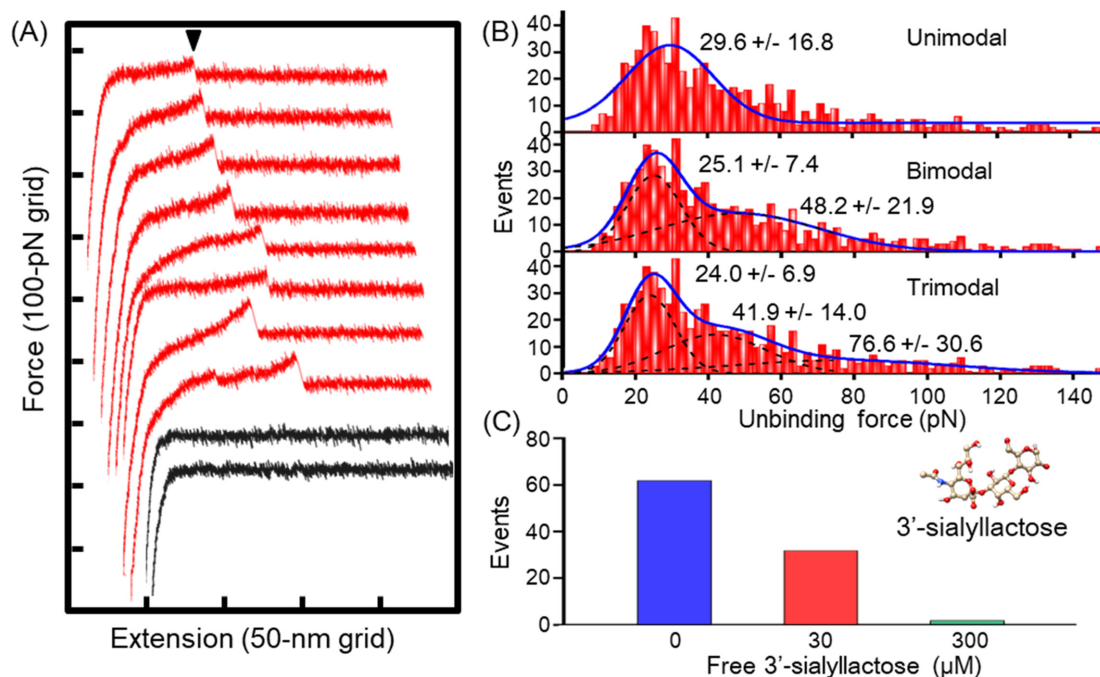 (A)
Force (100-pN grid)
Extension (50-nm grid)
(B)
Events
40
30
20
10
0
29.6 +/- 16.8
Unimodal
40
30
20
10
0
25.1 +/- 7.4
Bimodal
48.2 +/- 21.9
40
30
20
10
0
24.0 +/- 6.9
Trimodal
41.9 +/- 14.0
76.6 +/- 30.6
0 20 40 60 80 100 120 140
Unbinding force (pN)
(C)
Events
80
60
40
20
0
3'-sialyllactose
0 30 300
Free 3'-sialyllactose (µM)